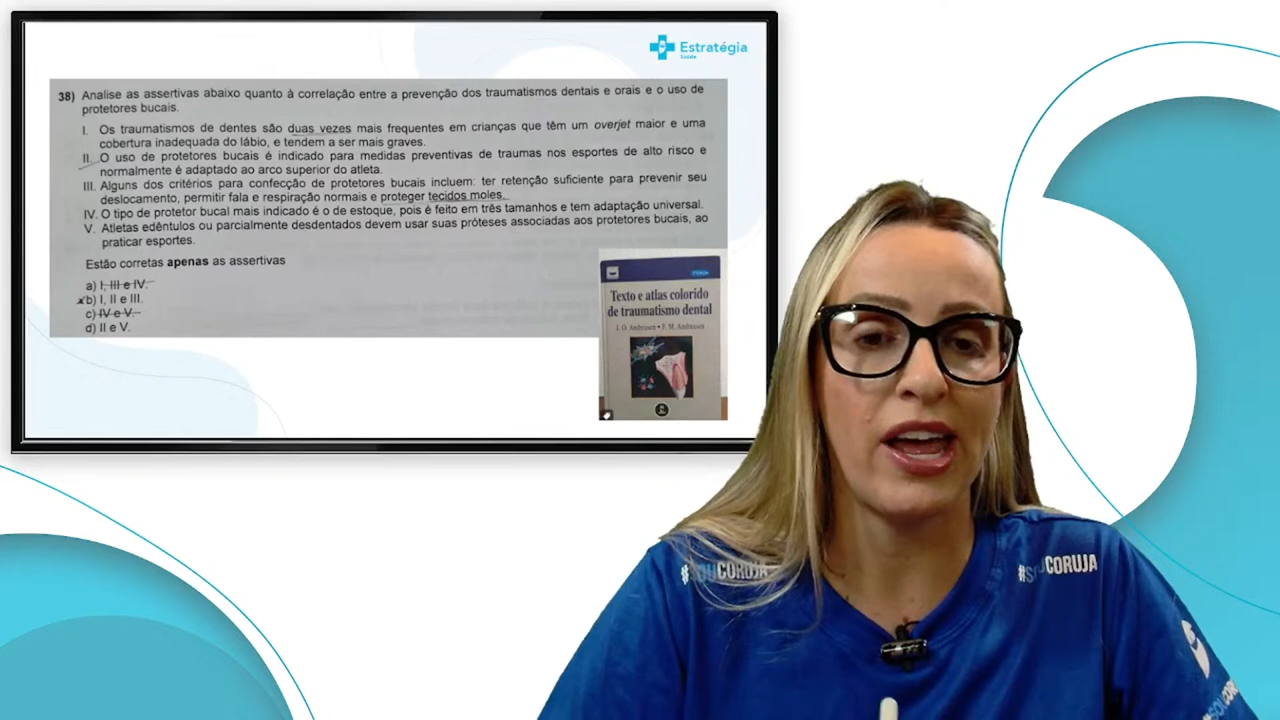 Estratégia
Saúde
38) Analise as assertivas abaixo quanto à correlação entre a prevenção dos traumatismos dentais e orais e o uso de
protetores bucais.
I. Os traumatismos de dentes são duas vezes mais frequentes em crianças que têm um overjet maior e uma
cobertura inadequada do lábio, e tendem a ser mais graves.
II. O uso de protetores bucais é indicado para medidas preventivas de traumas nos esportes de alto risco e
normalmente é adaptado ao arco superior do atleta.
III. Alguns dos critérios para confecção de protetores bucais incluem: ter retenção suficiente para prevenir seu
deslocamento, permitir fala e respiração normais e proteger tecidos moles.
IV. O tipo de protetor bucal mais indicado é o de estoque, pois é feito em três tamanhos e tem adaptação universal.
V. Atletas edêntulos ou parcialmente desdentados devem usar suas próteses associadas aos protetores bucais, ao
praticar esportes.
Estão corretas apenas as assertivas
a) I, III e IV.
b) I, II e III.
c) IV e V.
d) II e V.
Texto e atlas colorido
de traumatismo dental
J. O. Andreasen • F. M. Andreasen
#SOUCORUJA
#SOUCORUJA